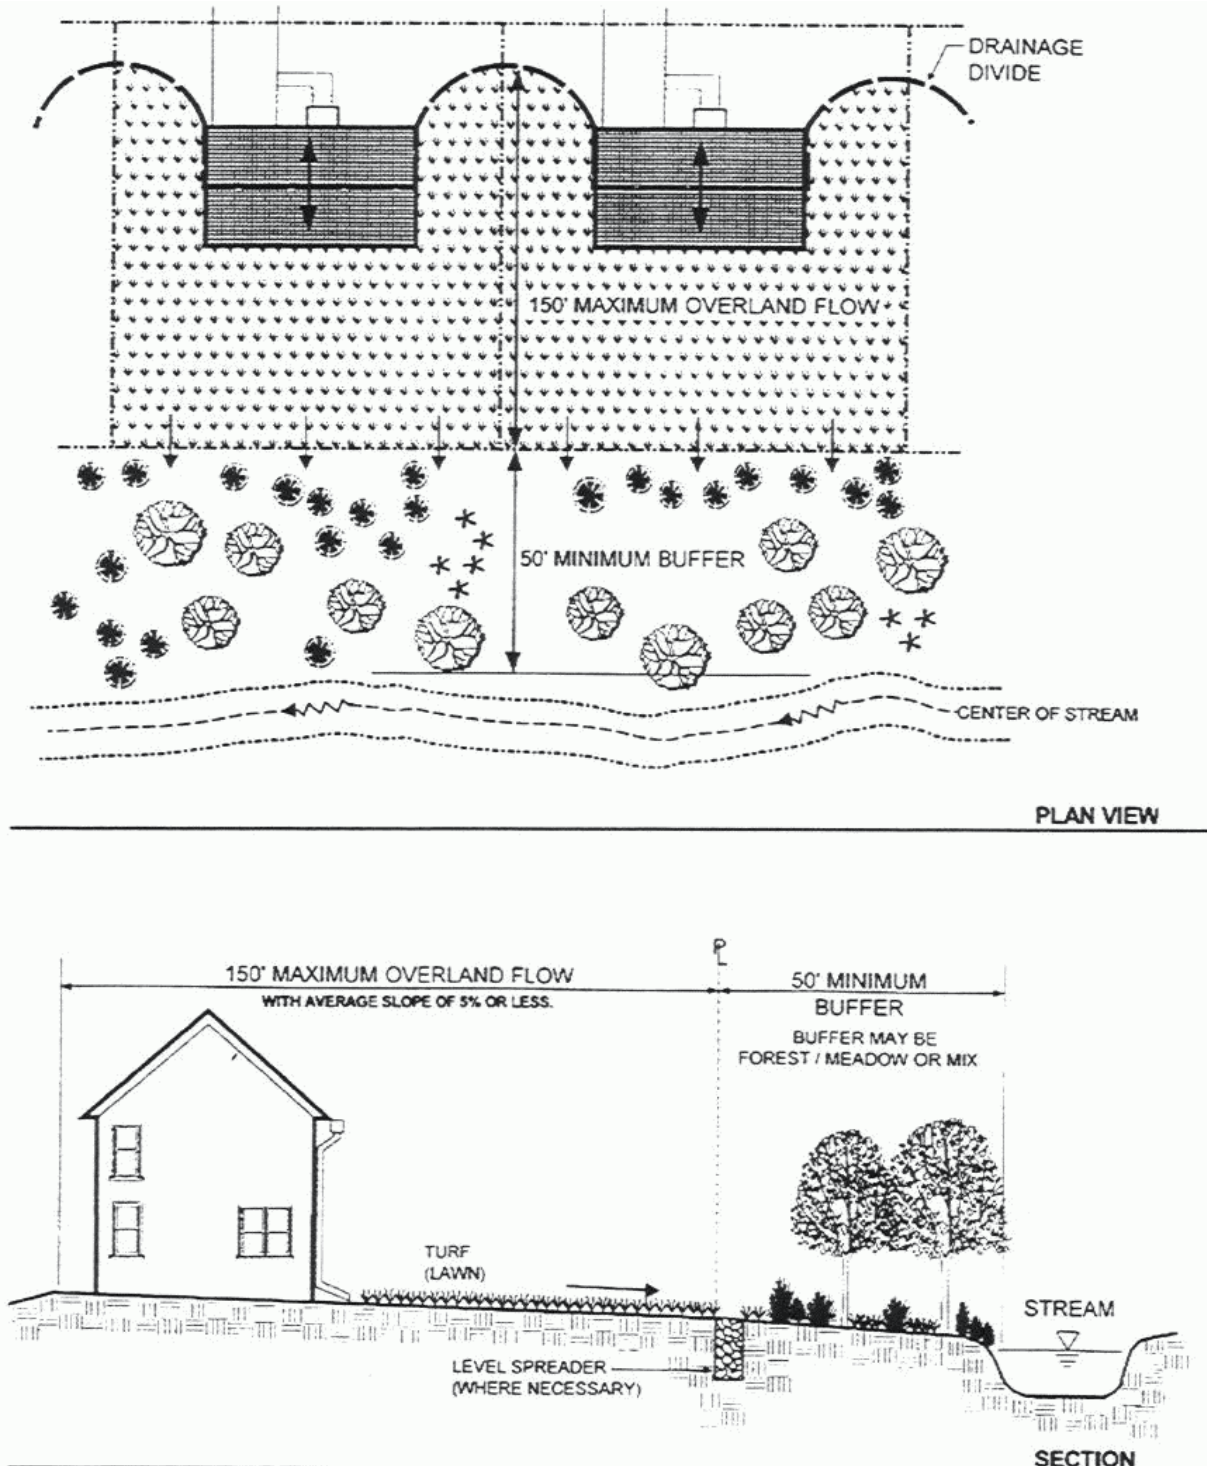 DRAINAGE
DIVIDE
150' MAXIMUM OVERLAND FLOW
50' MINIMUM BUFFER
CENTER OF STREAM
PLAN VIEW
PL
150' MAXIMUM OVERLAND FLOW
WITH AVERAGE SLOPE OF 5% OR LESS.
50' MINIMUM
BUFFER
BUFFER MAY BE
FOREST / MEADOW OR MIX
TURF
(LAWN)
STREAM
LEVEL SPREADER
(WHERE NECESSARY)
SECTION